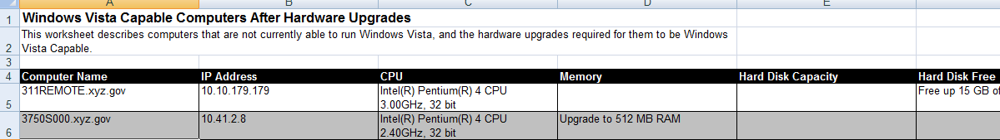 A B C D E
1 Windows Vista Capable Computers After Hardware Upgrades
This worksheet describes computers that are not currently able to run Windows Vista, and the hardware upgrades required for them to be Windows
2 Vista Capable.
3
4 Computer Name IP Address CPU Memory Hard Disk Capacity Hard Disk Free
311REMOTE.xyz.gov 10.10.179.179 Intel(R) Pentium(R) 4 CPU Free up 15 GB of
5 3.00GHz, 32 bit
3750S000.xyz.gov 10.41.2.8 Intel(R) Pentium(R) 4 CPU Upgrade to 512 MB RAM
6 2.40GHz, 32 bit